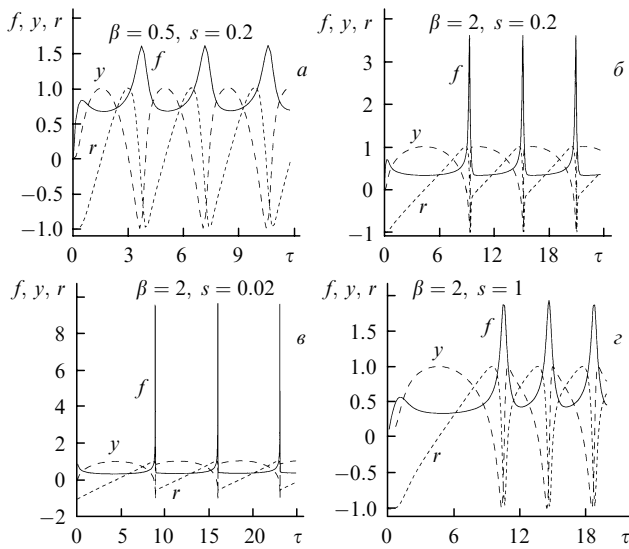 f, y, r
β = 0.5, s = 0.2
а
1.5
1.0
0.5
0
−0.5
−1.0
y
f
r
0
3
6
9
τ
f, y, r
β = 2, s = 0.2
б
3
2
1
0
−1
f
y
r
0
6
12
18
τ
f, y, r
β = 2, s = 0.02
в
8
6
4
2
0
−2
f
y
r
0
5
10
15
20
τ
f, y, r
β = 2, s = 1
г
1.5
1.0
0.5
0
−0.5
−1.0
f
y
r
0
6
12
18
τ